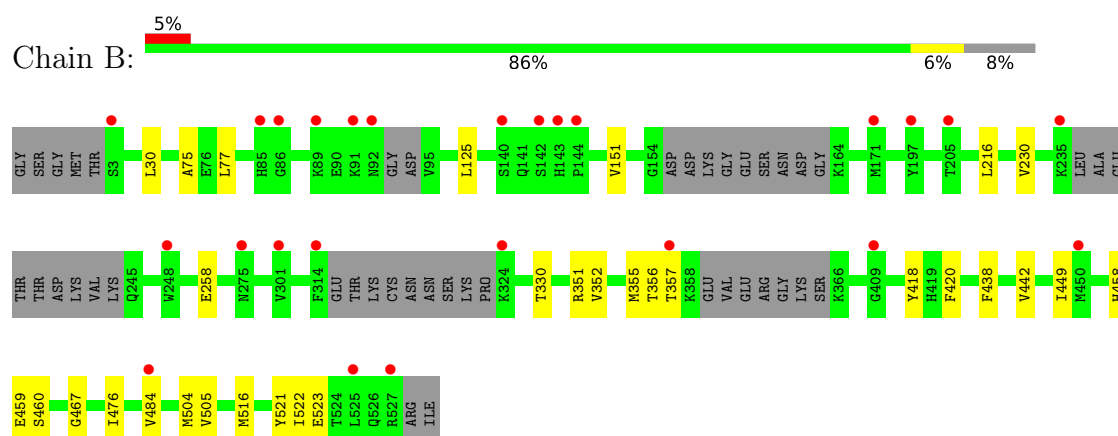 5%
Chain B:
86% 6% 8%
GLY SER GLY MET THR S3 L30 A75 E76 L77 H85 G86 K89 E90 K91 N92 GLY ASP V95 L125 S140 Q141 S142 H143 P144 V151 G154 ASP ASP LYS GLY GLU SER ASN ASP GLY K164 M171 Y197 T205 L216 V230 K235 LEU ALA GLU
THR THR ASP LYS VAL LYS Q245 W248 E258 N275 V301 F314 GLU THR LYS CYS ASN ASN SER LYS PRO K324 T330 R351 V352 M355 T356 T357 K358 GLU VAL GLU ARG GLY LYS SER K366 G409 Y418 H419 F420 F438 V442 I449 M450 H458
E459 S460 G467 I476 V484 M504 V505 M516 Y521 I522 E523 T524 L525 Q526 R527 ARG ILE